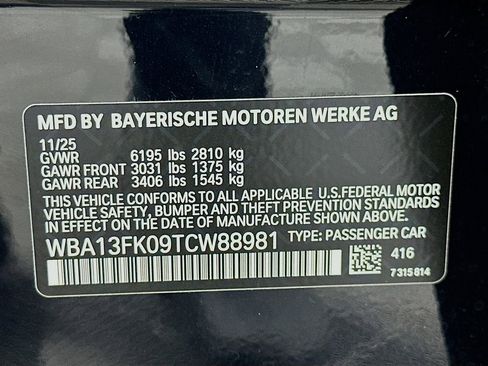 MFD BY BAYERISCHE MOTOREN WERKE AG
11/25
GVWR 6195 lbs 2810 kg
GAWR FRONT 3031 lbs 1375 kg
GAWR REAR 3406 lbs 1545 kg
THIS VEHICLE CONFORMS TO ALL APPLICABLE U.S.FEDERAL MOTOR
VEHICLE SAFETY, BUMPER AND THEFT PREVENTION STANDARDS IN
EFFECT ON THE DATE OF MANUFACTURE SHOWN ABOVE.
WBA13FK09TCW88981 TYPE: PASSENGER CAR
416
7315814